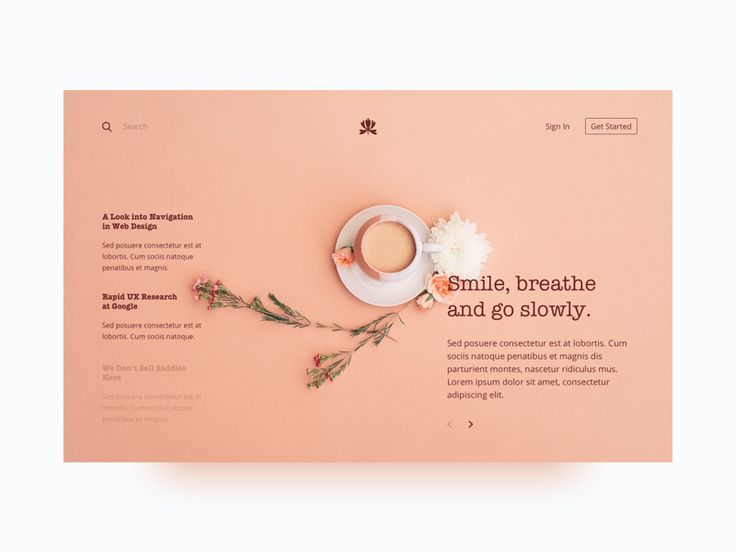 Search
Sign In
Get Started
A Look into Navigation
in Web Design
Sed posuere consectetur est at
lobortis. Cum sociis natoque
penatibus et magnis.
Rapid UX Research
at Google
Sed posuere consectetur est at
lobortis. Cum sociis natoque.
We Don't Sell Saddles
Here
Sed posuere consectetur est at
lobortis. Cum sociis natoque
penatibus et magnis.
Smile, breathe
and go slowly.
Sed posuere consectetur est at lobortis. Cum
sociis natoque penatibus et magnis dis
parturient montes, nascetur ridiculus mus.
Lorem ipsum dolor sit amet, consectetur
adipiscing elit.